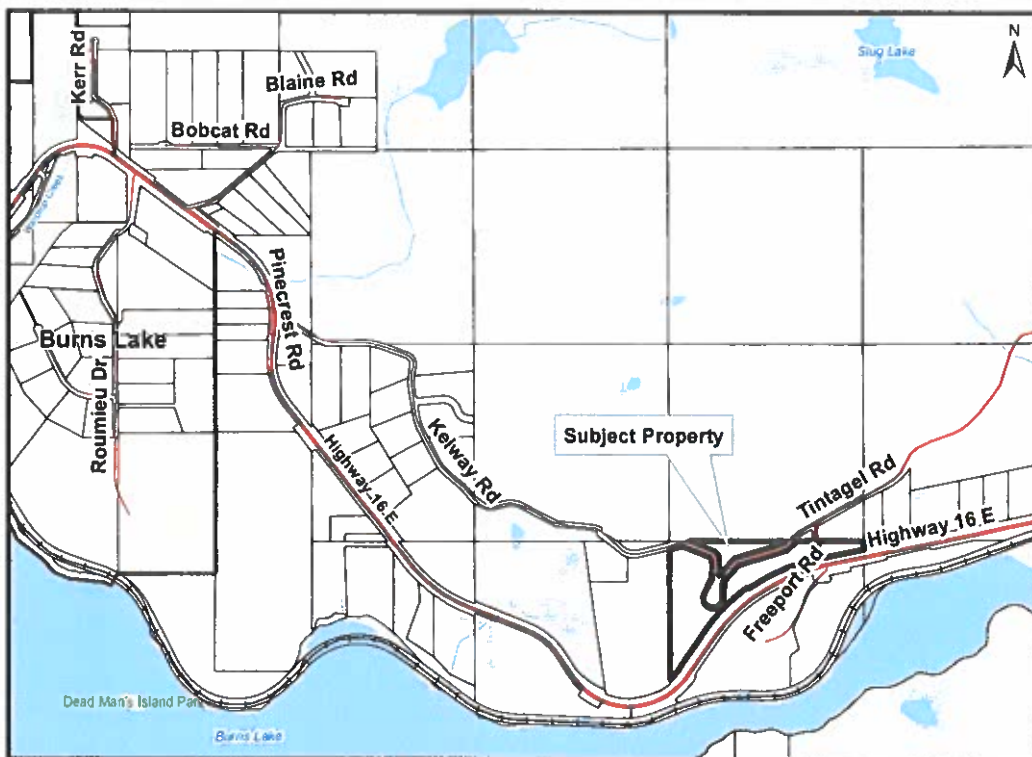 N
Slug Lake
Kerr Rd
Blaine Rd
Bobcat Rd
Pinecrest Rd
Burns Lake
Roumieu Dr
Highway 16 E
Kelway Rd
Subject Property
Tintagel Rd
Highway 16 E
Freeport Rd
Dead Man's Island Park
Burns Lake